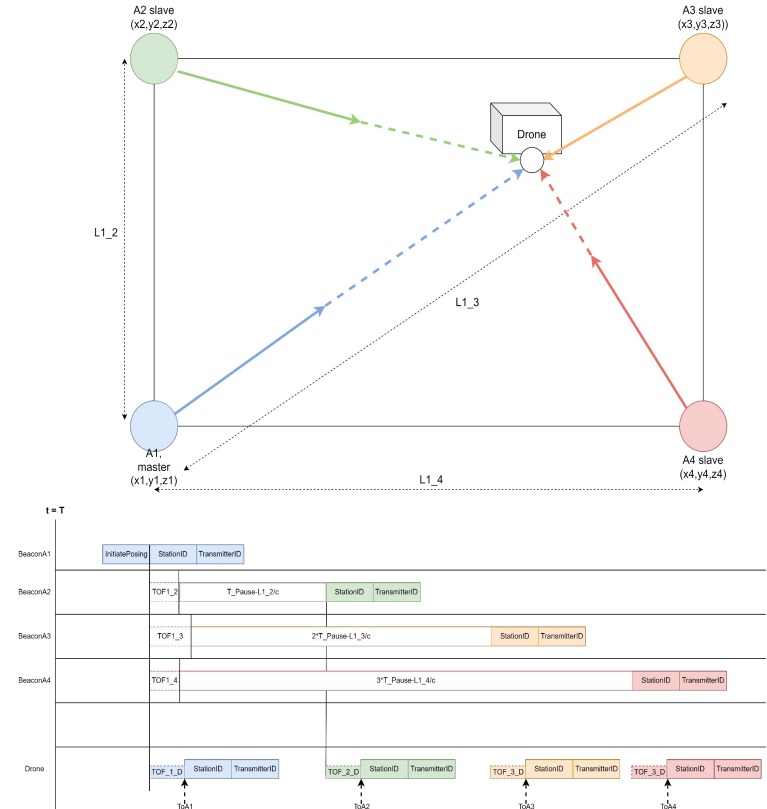 A2 slave
(x2,y2,z2)
A3 slave
(x3,y3,z3))
Drone
L1_2
L1_3
A1,
master
(x1,y1,z1)
L1_4
A4 slave
(x4,y4,z4)
t = T
BeaconA1
InitiatePosing
StationID
TransmitterID
BeaconA2
TOF1_2
T_Pause-L1_2/c
StationID
TransmitterID
BeaconA3
TOF1_3
2*T_Pause-L1_3/c
StationID
TransmitterID
BeaconA4
TOF1_4
3*T_Pause-L1_4/c
StationID
TransmitterID
Drone
TOF_1_D
StationID
TransmitterID
TOF_2_D
StationID
TransmitterID
TOF_3_D
StationID
TransmitterID
TOF_3_D
StationID
TransmitterID
ToA1
ToA2
ToA3
ToA4